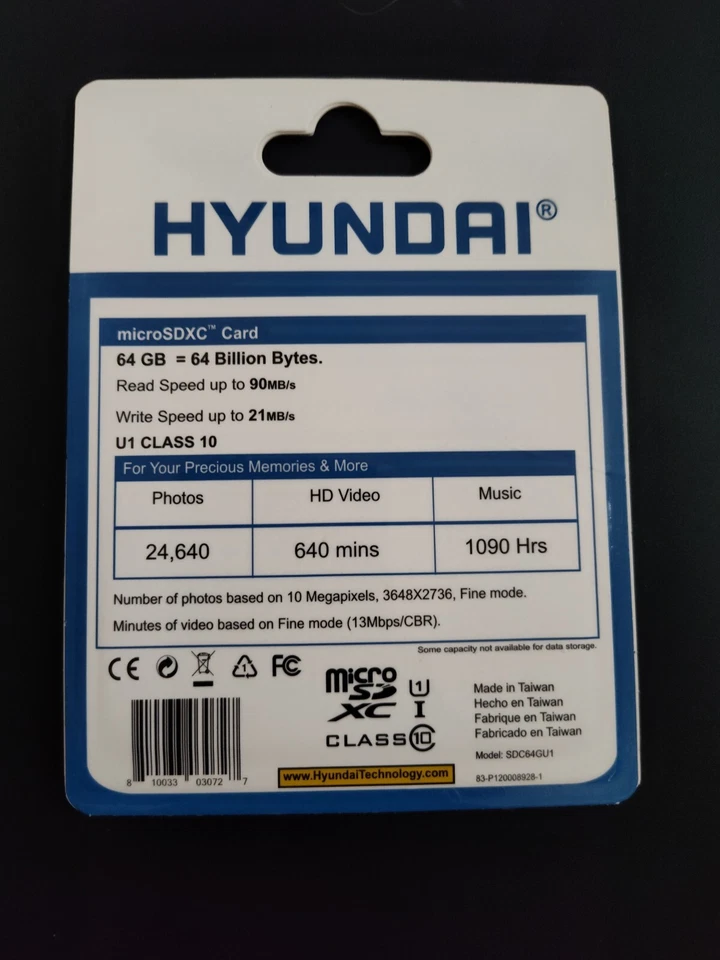 HYUNDAI®
microSDXC™ Card
64 GB = 64 Billion Bytes.
Read Speed up to 90MB/s
Write Speed up to 21MB/s
U1 CLASS 10
For Your Precious Memories & More
Photos HD Video Music
24,640 640 mins 1090 Hrs
Number of photos based on 10 Megapixels, 3648X2736, Fine mode.
Minutes of video based on Fine mode (13Mbps/CBR).
Some capacity not available for data storage.
CE 1 FC
micro
SD
XC I
1
CLASS 10
Made in Taiwan
Hecho en Taiwan
Fabrique en Taiwan
Fabricado en Taiwan
Model: SDC64GU1
83-P120008928-1
8 10033 03072 7
www.HyundaiTechnology.com